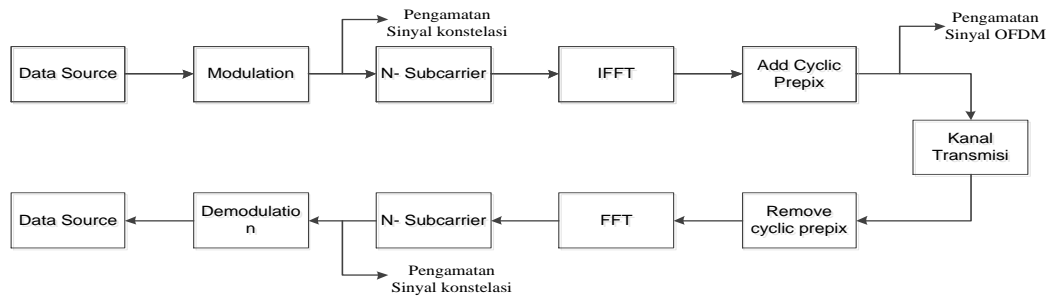 Pengamatan
Sinyal konstelasi
Pengamatan
Sinyal OFDM
Data Source
Modulation
N- Subcarrier
IFFT
Add Cyclic
Prepix
Kanal
Transmisi
Data Source
Demodulatio
n
N- Subcarrier
FFT
Remove
cyclic prepix
Pengamatan
Sinyal konstelasi